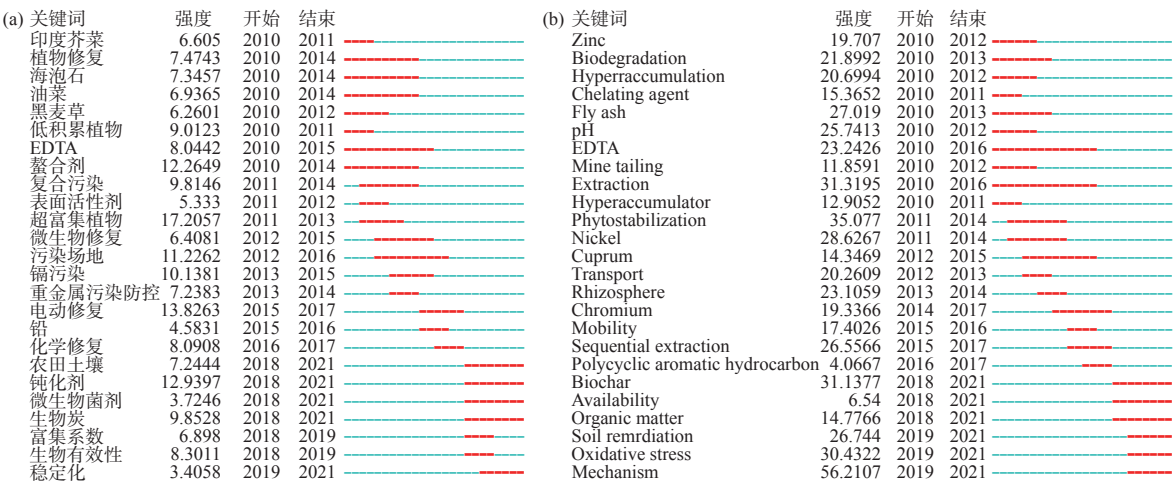 (a) 关键词 强度 开始 结束
印度芥菜 6.605 2010 2011
植物修复 7.4743 2010 2014
海泡石 7.3457 2010 2014
油菜 6.9365 2010 2014
黑麦草 6.2601 2010 2012
低积累植物 9.0123 2010 2011
EDTA 8.0442 2010 2015
螯合剂 12.2649 2010 2014
复合污染 9.8146 2011 2014
表面活性剂 5.333 2011 2012
超富集植物 17.2057 2011 2013
微生物修复 6.4081 2012 2015
污染场地 11.2262 2012 2016
镉污染 10.1381 2013 2015
重金属污染防控 7.2383 2013 2014
电动修复 13.8263 2015 2017
铅 4.5831 2015 2016
化学修复 8.0908 2016 2017
农田土壤 7.2444 2018 2021
钝化剂 12.9397 2018 2021
微生物菌剂 3.7246 2018 2021
生物炭 9.8528 2018 2021
富集系数 6.898 2018 2019
生物有效性 8.3011 2018 2019
稳定化 3.4058 2019 2021
(b) 关键词 强度 开始 结束
Zinc 19.707 2010 2012
Biodegradation 21.8992 2010 2013
Hyperraccumulation 20.6994 2010 2012
Chelating agent 15.3652 2010 2011
Fly ash 27.019 2010 2013
pH 25.7413 2010 2012
EDTA 23.2426 2010 2016
Mine tailing 11.8591 2010 2012
Extraction 31.3195 2010 2016
Hyperaccumulator 12.9052 2010 2011
Phytostabilization 35.077 2011 2014
Nickel 28.6267 2011 2014
Cuprum 14.3469 2012 2015
Transport 20.2609 2012 2013
Rhizosphere 23.1059 2013 2014
Chromium 19.3366 2014 2017
Mobility 17.4026 2015 2016
Sequential extraction 26.5566 2015 2017
Polycyclic aromatic hydrocarbon 4.0667 2016 2017
Biochar 31.1377 2018 2021
Availability 6.54 2018 2021
Organic matter 14.7766 2018 2021
Soil remrdiation 26.744 2019 2021
Oxidative stress 30.4322 2019 2021
Mechanism 56.2107 2019 2021